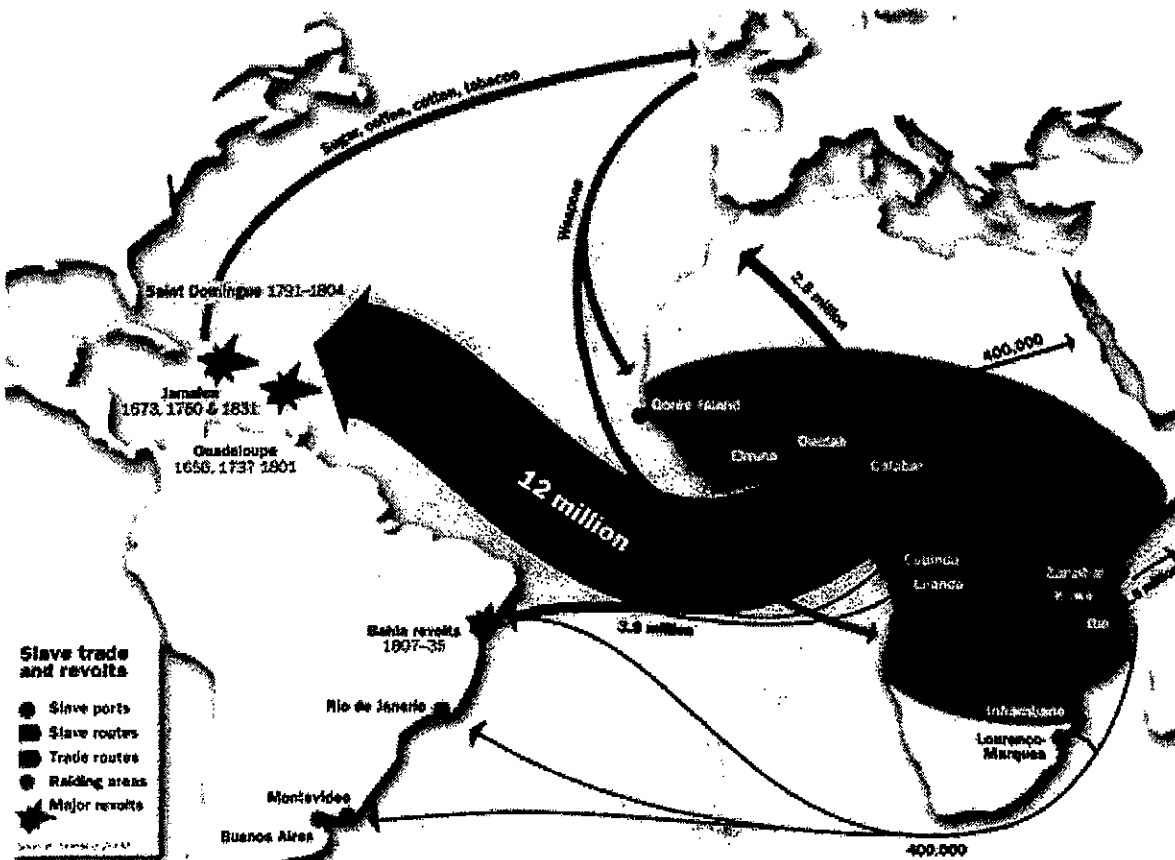 Sugar, coffee, cotton, tobacco
Weapons
2.8 million
Saint Domingue 1791–1804
400,000
Jamaica
1673, 1760 & 1831
Goree Island
Guadeloupe
1656, 1737 1801
Elmina
Ouidah
Calabar
12 million
Cabinda
Luanda
Zanzibar
Kilwa
Ibo
3.9 million
Bahia revolts
1807–35
Slave trade
and revolts
Slave ports
Slave routes
Trade routes
Raiding areas
Major revolts
Rio de Janerio
Inhambane
Lourenço-
Marques
Montevideo
Buenos Aires
400,000